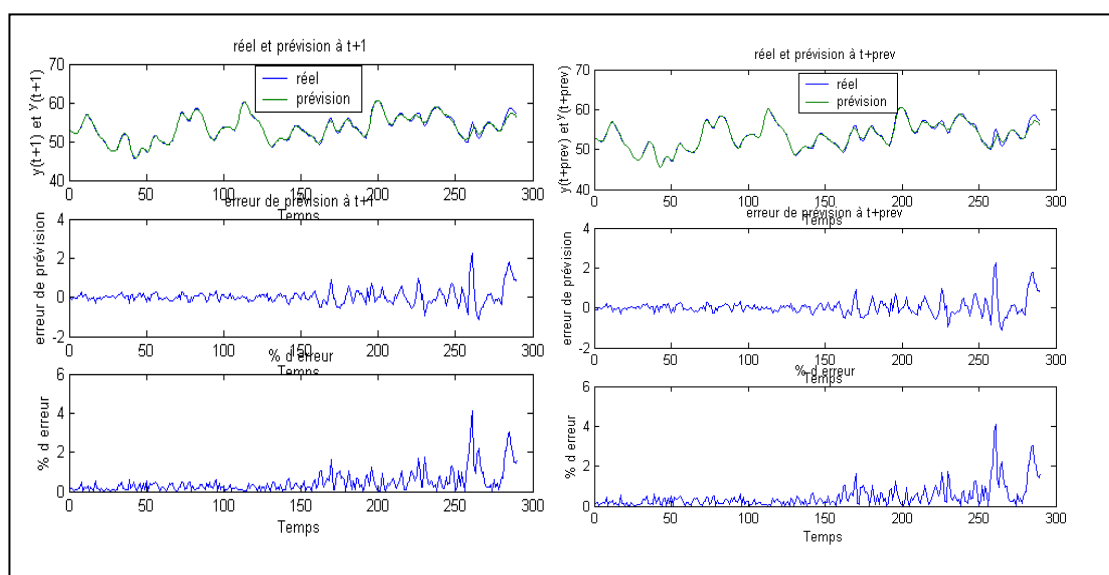 réel et prévision à t+1
70
60
50
40
y(t+1) et ^Y(t+1)
réel
prévision
0 50 100 150 200 250 300
Temps
erreur de prévision à t+1
4
2
0
-2
erreur de prévision
0 50 100 150 200 250 300
Temps
% d erreur
6
4
2
0
% d erreur
0 50 100 150 200 250 300
Temps
réel et prévision à t+prev
70
60
50
40
y(t+prev) et ^Y(t+prev)
réel
prévision
0 50 100 150 200 250 300
Temps
erreur de prévision à t+prev
4
2
0
-2
erreur de prévision
0 50 100 150 200 250 300
Temps
% d erreur
6
4
2
0
% d erreur
0 50 100 150 200 250 300
Temps